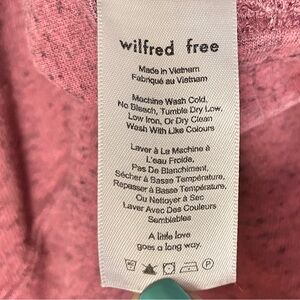 wilfred free
Made in Vietnam
Fabriqué au Vietnam
Machine Wash Cold,
No Bleach, Tumble Dry Low,
Low Iron, Or Dry Clean
Wash With Like Colours
Laver à La Machine à
L'eau Froide,
Pas De Blanchiment,
Sécher à Basse Température,
Repasser à Basse Température,
Ou Nettoyer à Sec
Laver Avec Des Couleurs
Semblables
A little love
goes a long way.
P